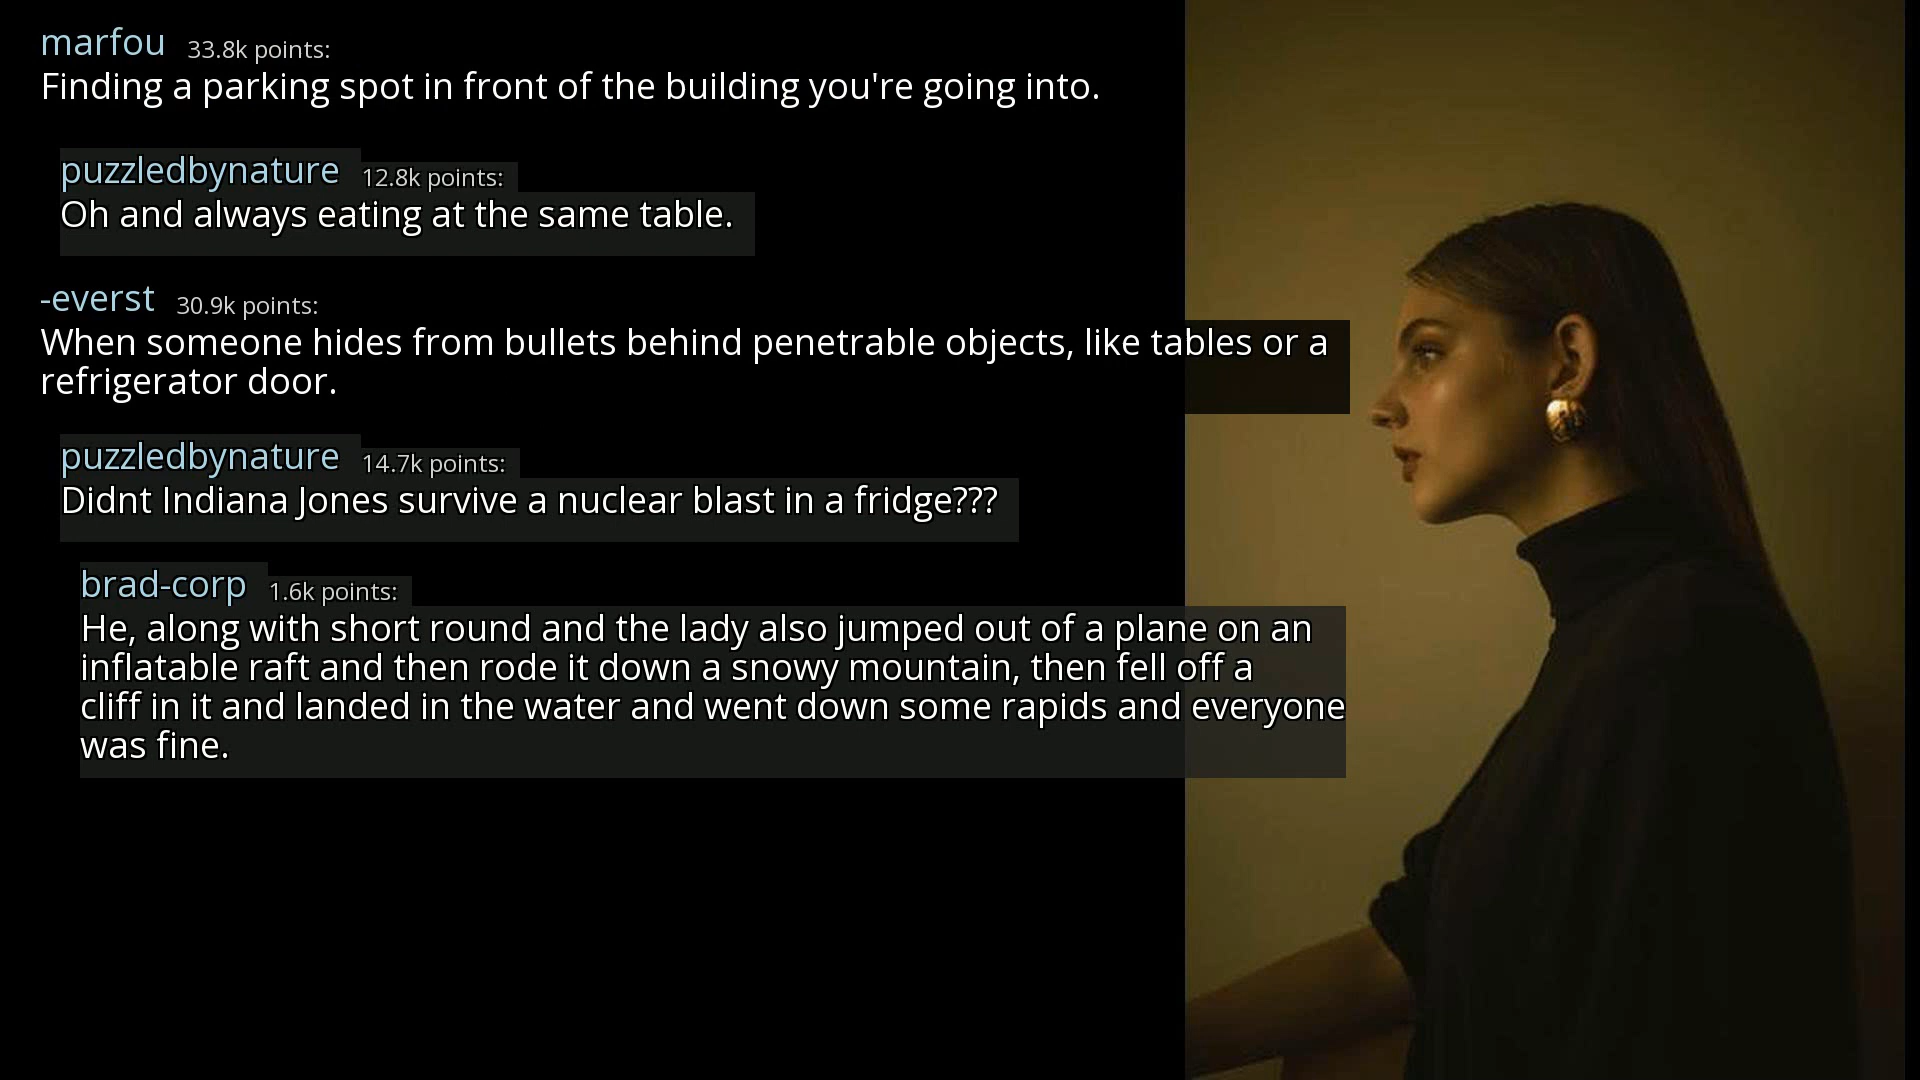 marfou 33.8k points:
Finding a parking spot in front of the building you're going into.
puzzledbynature 12.8k points:
Oh and always eating at the same table.
-everst 30.9k points:
When someone hides from bullets behind penetrable objects, like tables or a
refrigerator door.
puzzledbynature 14.7k points:
Didnt Indiana Jones survive a nuclear blast in a fridge???
brad-corp 1.6k points:
He, along with short round and the lady also jumped out of a plane on an
inflatable raft and then rode it down a snowy mountain, then fell off a
cliff in it and landed in the water and went down some rapids and everyone
was fine.